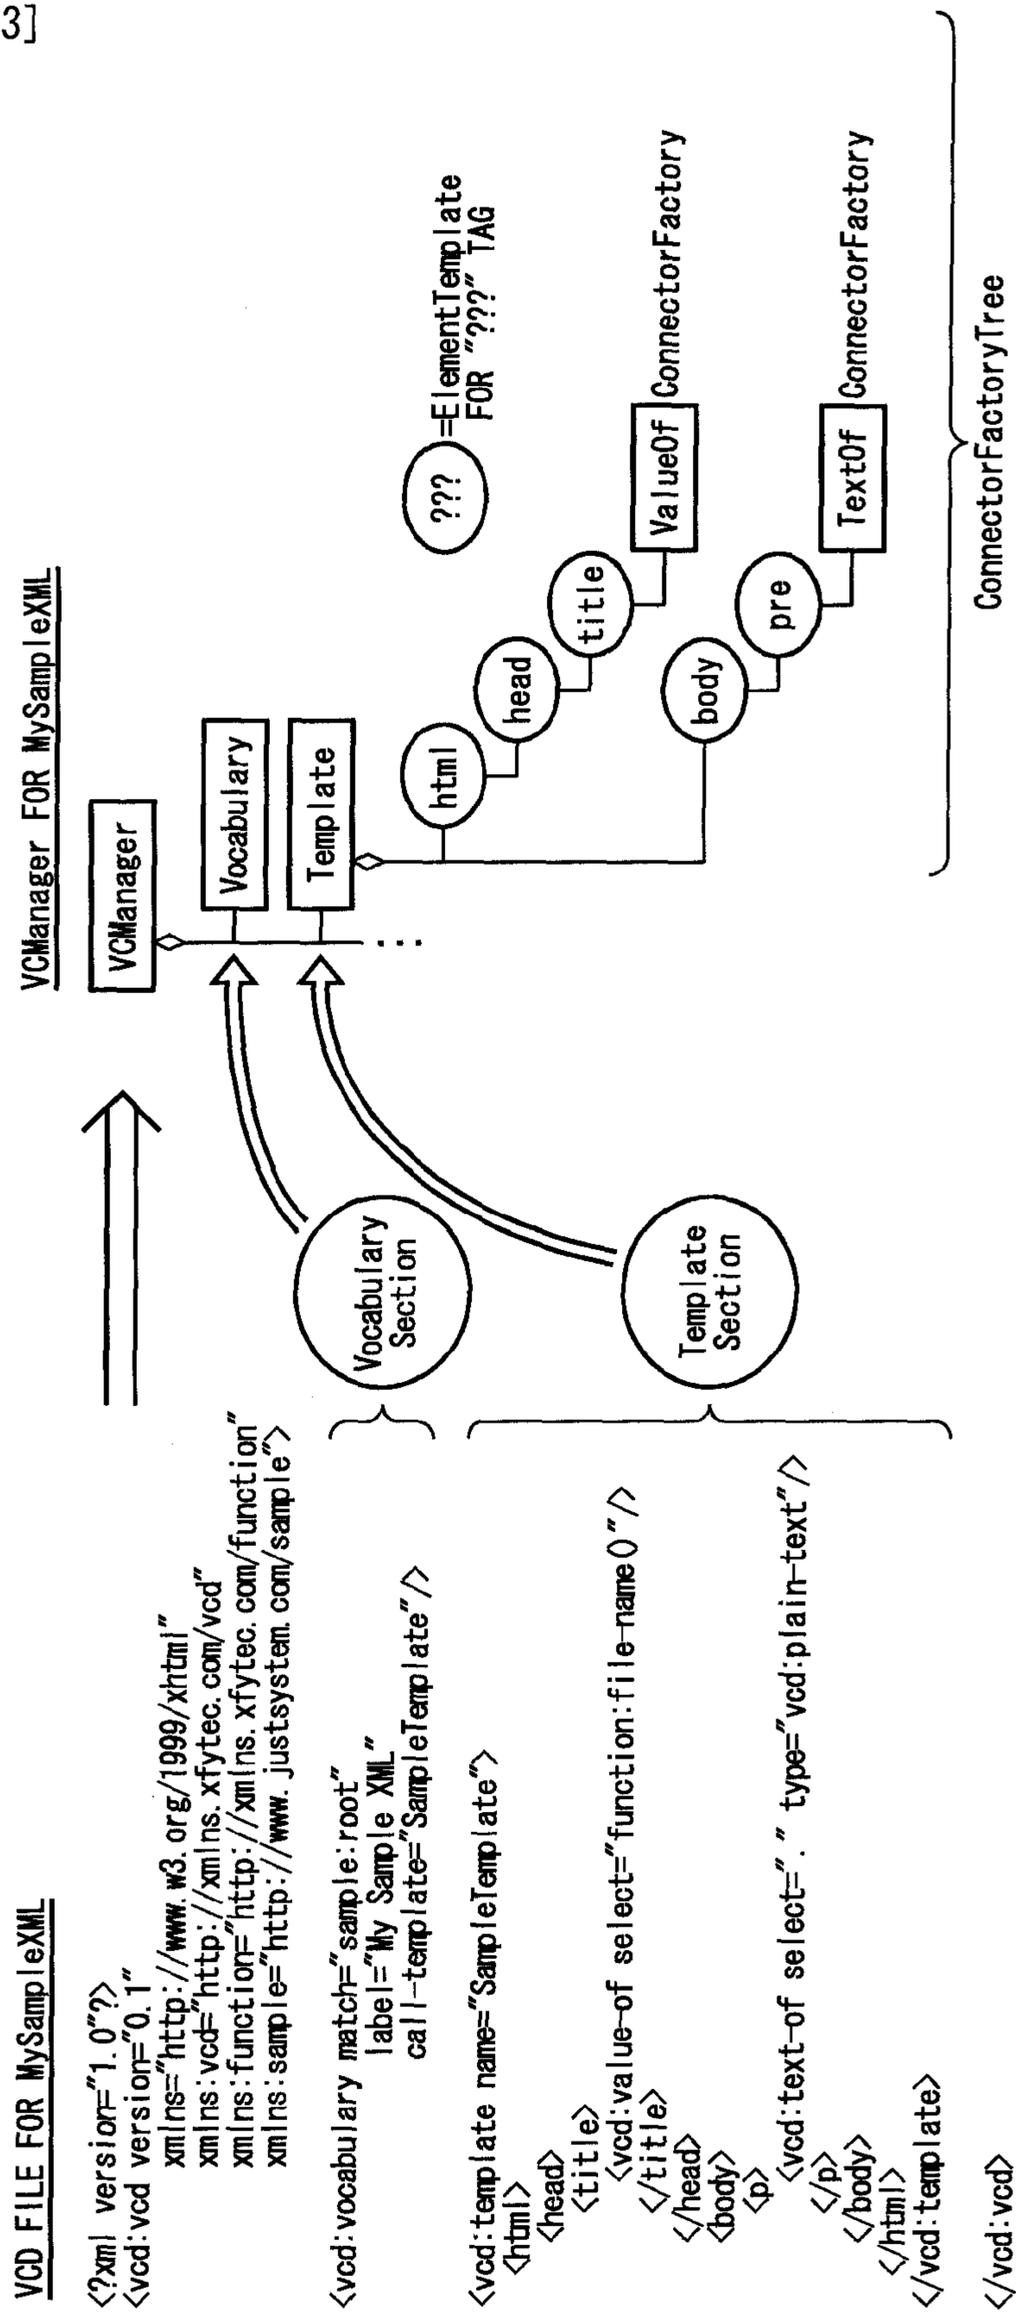 3]
VCD FILE FOR MySampleXML
<?xml version="1.0"?>
<vcd:vcd version="0.1"
xmlns="http://www.w3.org/1999/xhtml"
xmlns:vcd="http://xmlns.xfytec.com/vcd"
xmlns:function="http://xmlns.xfytec.com/function"
xmlns:sample="http://www.justsystem.com/sample">
<vcd:vocabulary match="sample:root"
label="My Sample XML"
call-template="SampleTemplate"/>
<vcd:template name="SampleTemplate">
<html>
<head>
<title>
<vcd:value-of select="function:file-name()"/>
</title>
</head>
<body>
<p>
<vcd:text-of select="." type="vcd:plain-text"/>
</p>
</body>
</html>
</vcd:template>
</vcd:vcd>
Vocabulary
Section
Template
Section
VCManager FOR MySampleXML
VCManager
Vocabulary
Template
...
html
head
title
ValueOf
ConnectorFactory
body
pre
TextOf
ConnectorFactory
???
=ElementTemplate
FOR "???" TAG
ConnectorFactoryTree